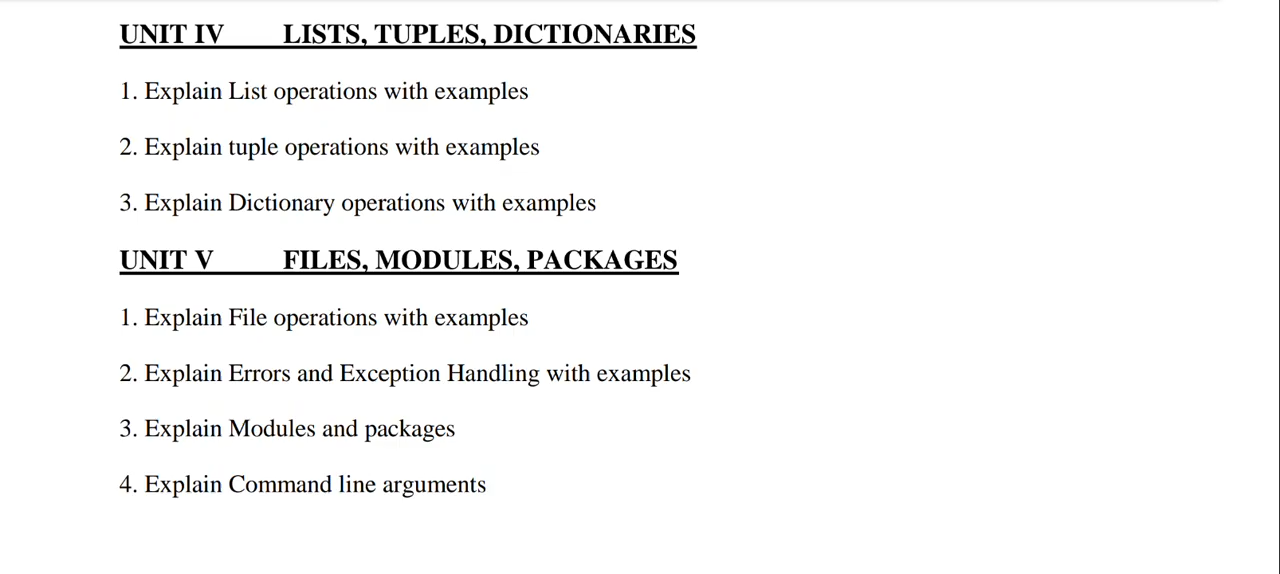 UNIT IV LISTS, TUPLES, DICTIONARIES
1. Explain List operations with examples
2. Explain tuple operations with examples
3. Explain Dictionary operations with examples
UNIT V FILES, MODULES, PACKAGES
1. Explain File operations with examples
2. Explain Errors and Exception Handling with examples
3. Explain Modules and packages
4. Explain Command line arguments